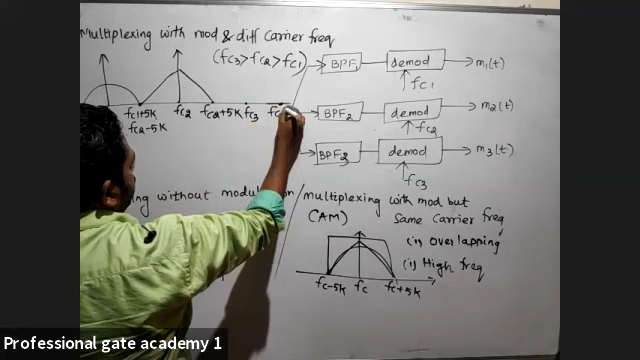 Multiplexing with mod & diff Carrier freq
(fc3 > fc2 > fc1)
fc1+5K
fc2-5K
fc2
fc2+5K
fc3
BPF1
demod
m1(t)
fc1
BPF2
demod
m2(t)
fc2
BPF3
demod
m3(t)
fc3
without modulation
multiplexing with mod but
(AM)
Same carrier freq
(i) Overlapping
(i) High freq
fc-5K
fc
fc+5K
Professional gate academy 1